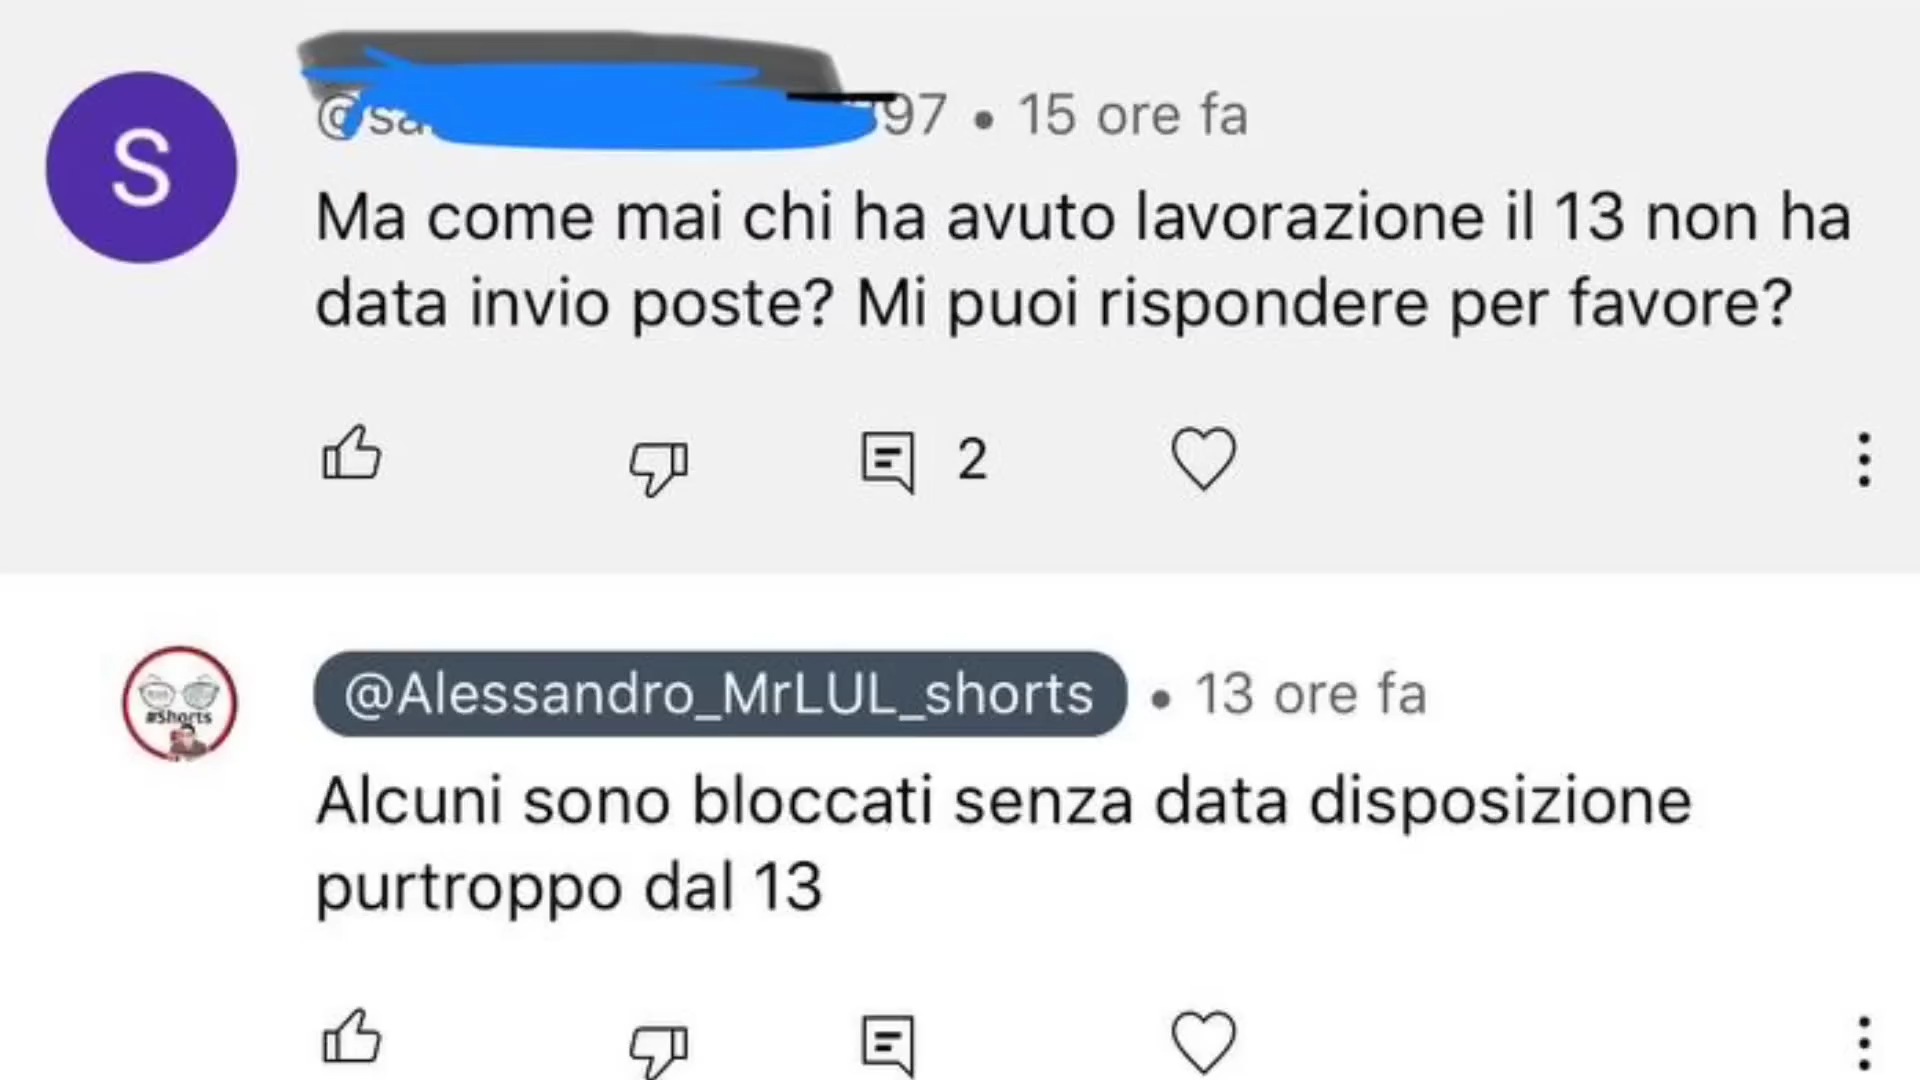 S
97 • 15 ore fa
Ma come mai chi ha avuto lavorazione il 13 non ha
data invio poste? Mi puoi rispondere per favore?
2
#Shorts
@Alessandro_MrLUL_shorts • 13 ore fa
Alcuni sono bloccati senza data disposizione
purtroppo dal 13